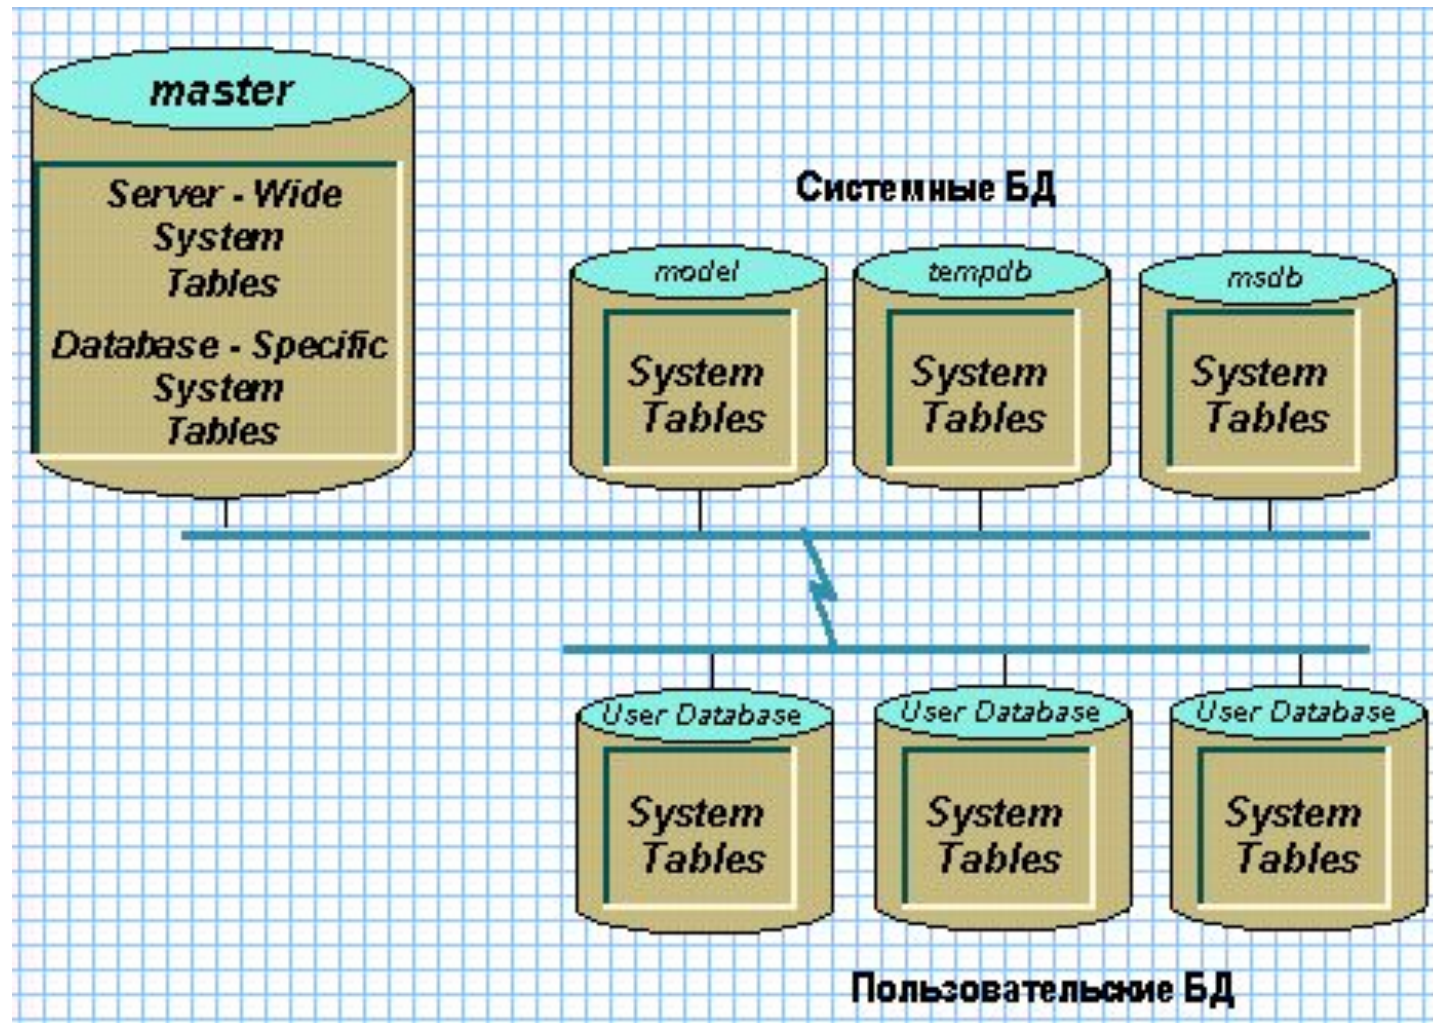 master
Server - Wide
System
Tables
Database - Specific
System
Tables
Системные БД
model
System
Tables
tempdb
System
Tables
msdb
System
Tables
User Database
System
Tables
User Database
System
Tables
User Database
System
Tables
Пользовательские БД